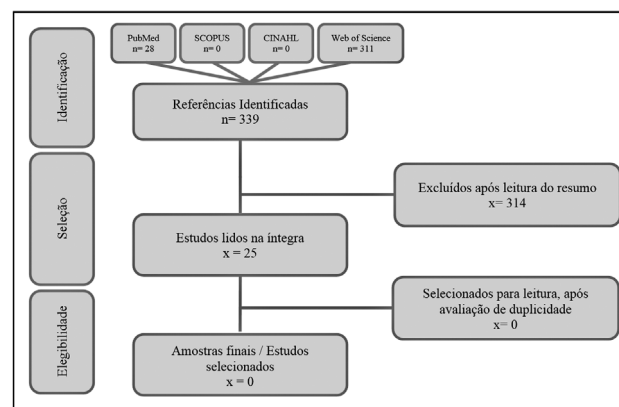 Identificação
PubMed
n= 28
SCOPUS
n= 0
CINAHL
n= 0
Web of Science
n= 311
Referências Identificadas
n= 339
Seleção
Excluídos após leitura do resumo
x= 314
Estudos lidos na íntegra
x = 25
Elegibilidade
Selecionados para leitura, após
avaliação de duplicidade
x= 0
Amostras finais / Estudos
selecionados
x = 0